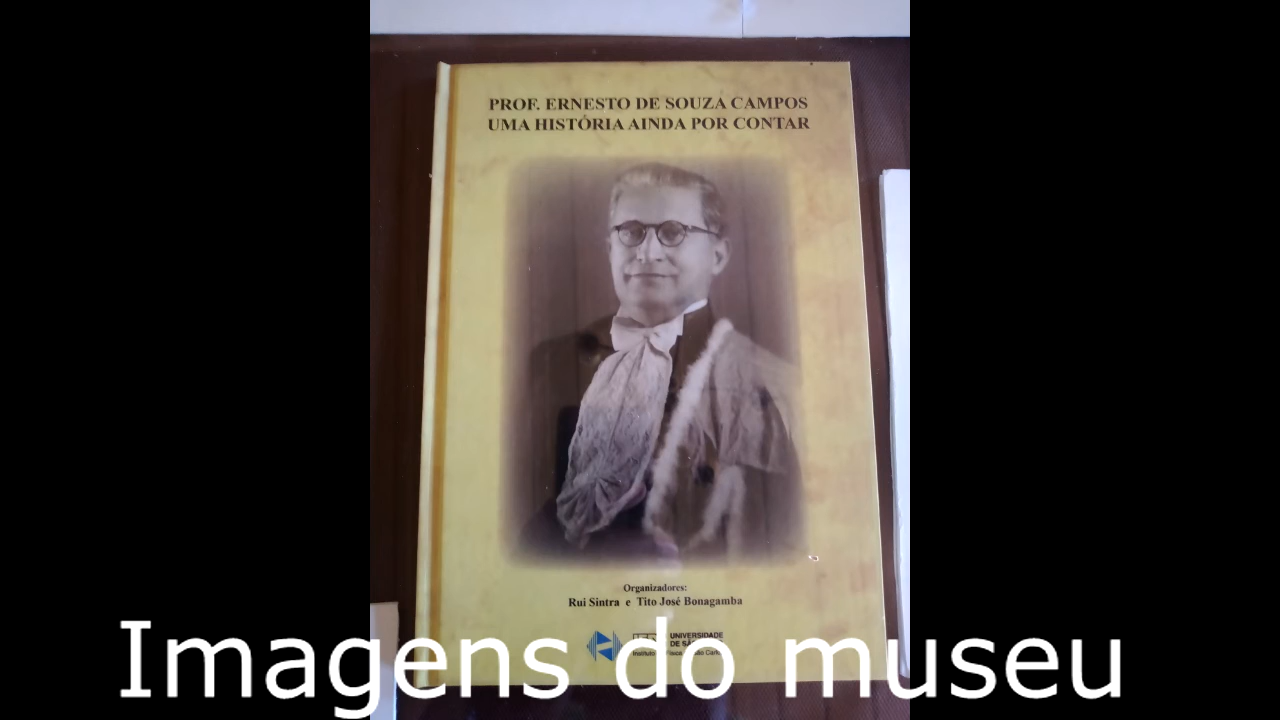 PROF. ERNESTO DE SOUZA CAMPOS
UMA HISTÓRIA AINDA POR CONTAR
Organizadores:
Rui Sintra e Tito José Bonagamba
UNIVERSIDADE
DE
Imagens do museu